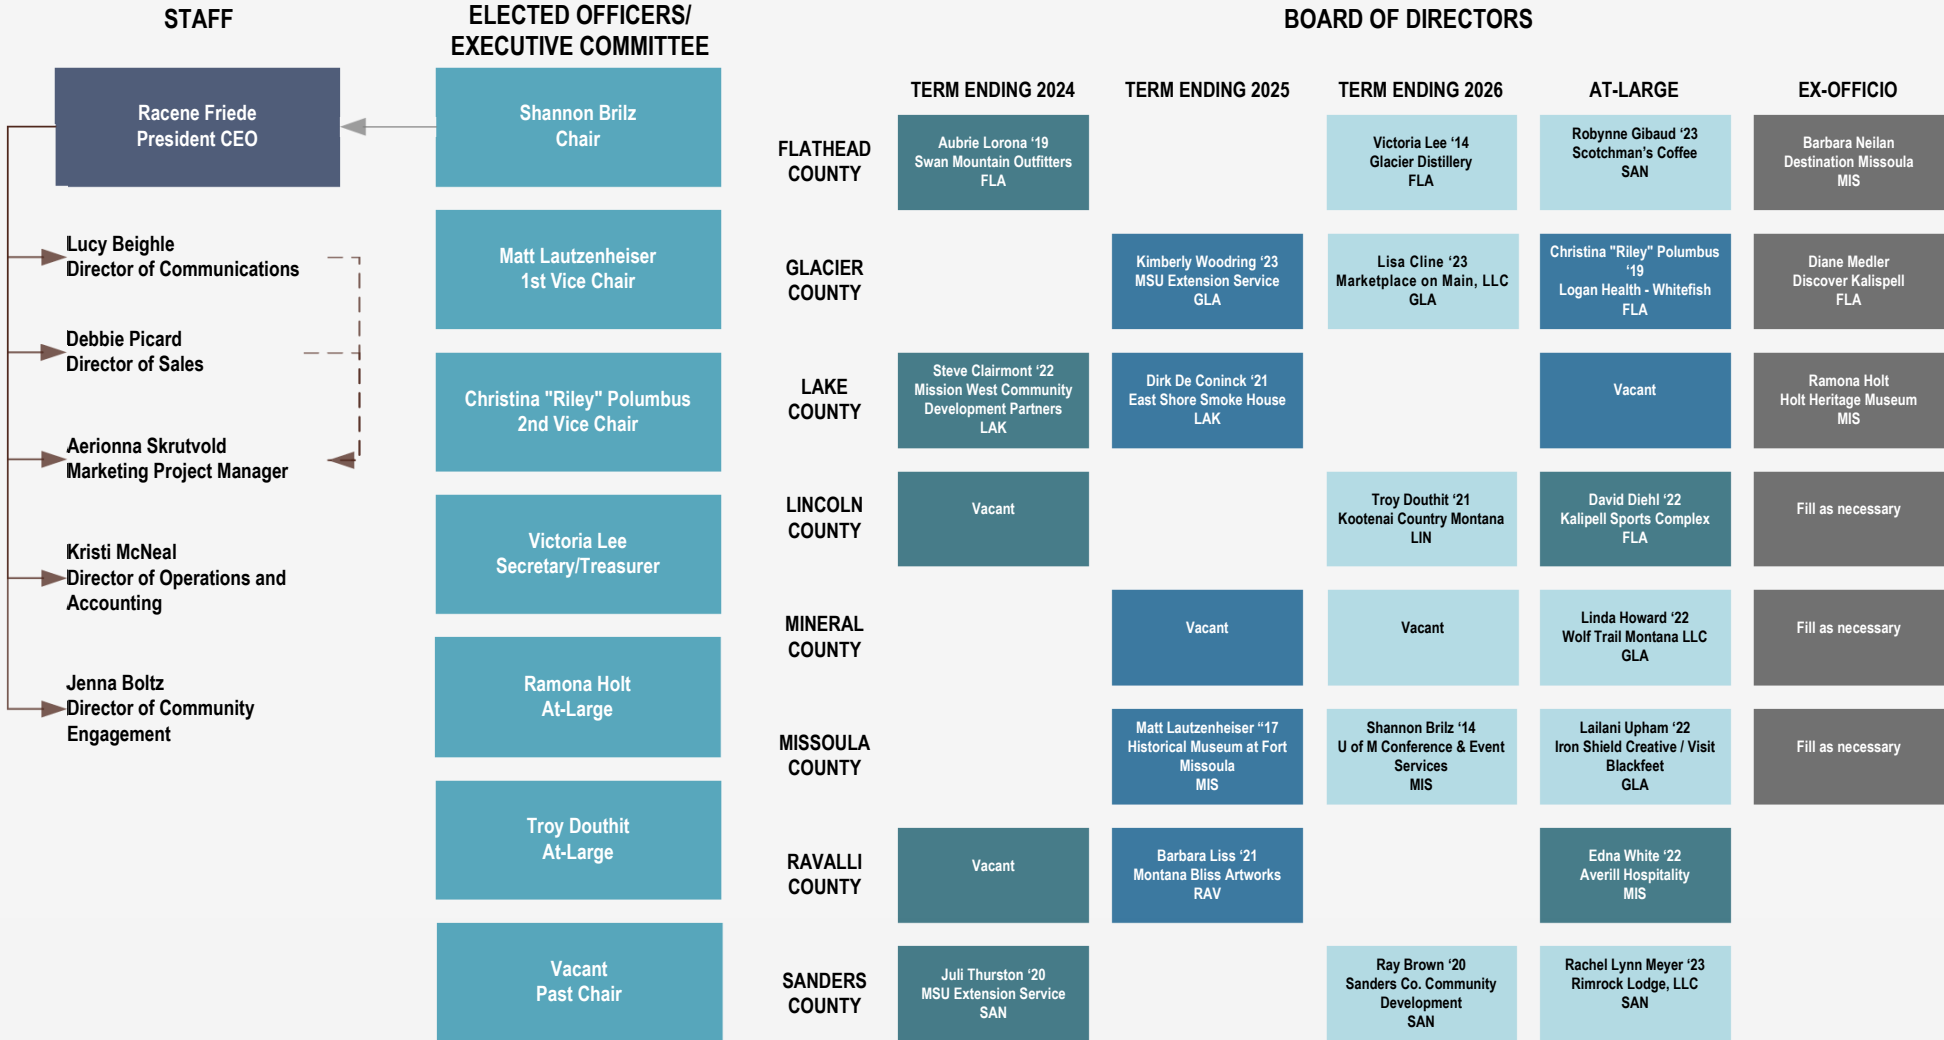 STAFF
Racene Friede
President CEO
Lucy Beighle
Director of Communications
Debbie Picard
Director of Sales
Aerionna Skrutvold
Marketing Project Manager
Kristi McNeal
Director of Operations and
Accounting
Jenna Boltz
Director of Community
Engagement
ELECTED OFFICERS/
EXECUTIVE COMMITTEE
Shannon Brilz
Chair
Matt Lautzenheiser
1st Vice Chair
Christina "Riley" Polumbus
2nd Vice Chair
Victoria Lee
Secretary/Treasurer
Ramona Holt
At-Large
Troy Douthit
At-Large
Vacant
Past Chair
BOARD OF DIRECTORS
TERM ENDING 2024
TERM ENDING 2025
TERM ENDING 2026
AT-LARGE
EX-OFFICIO
FLATHEAD
COUNTY
Aubrie Lorona ‘19
Swan Mountain Outfitters
FLA
Victoria Lee ‘14
Glacier Distillery
FLA
Robynne Gibaud ‘23
Scotchman’s Coffee
SAN
Barbara Neilan
Destination Missoula
MIS
GLACIER
COUNTY
Kimberly Woodring ‘23
MSU Extension Service
GLA
Lisa Cline ‘23
Marketplace on Main, LLC
GLA
Christina "Riley" Polumbus
‘19
Logan Health - Whitefish
FLA
Diane Medler
Discover Kalispell
FLA
LAKE
COUNTY
Steve Clairmont ‘22
Mission West Community
Development Partners
LAK
Dirk De Coninck ‘21
East Shore Smoke House
LAK
Vacant
Ramona Holt
Holt Heritage Museum
MIS
LINCOLN
COUNTY
Vacant
Troy Douthit ‘21
Kootenai Country Montana
LIN
David Diehl ‘22
Kalipell Sports Complex
FLA
Fill as necessary
MINERAL
COUNTY
Vacant
Vacant
Linda Howard ‘22
Wolf Trail Montana LLC
GLA
Fill as necessary
MISSOULA
COUNTY
Matt Lautzenheiser “17
Historical Museum at Fort
Missoula
MIS
Shannon Brilz ‘14
U of M Conference & Event
Services
MIS
Lailani Upham ‘22
Iron Shield Creative / Visit
Blackfeet
GLA
Fill as necessary
RAVALLI
COUNTY
Vacant
Barbara Liss ‘21
Montana Bliss Artworks
RAV
Edna White ‘22
Averill Hospitality
MIS
SANDERS
COUNTY
Juli Thurston ‘20
MSU Extension Service
SAN
Ray Brown ‘20
Sanders Co. Community
Development
SAN
Rachel Lynn Meyer ‘23
Rimrock Lodge, LLC
SAN